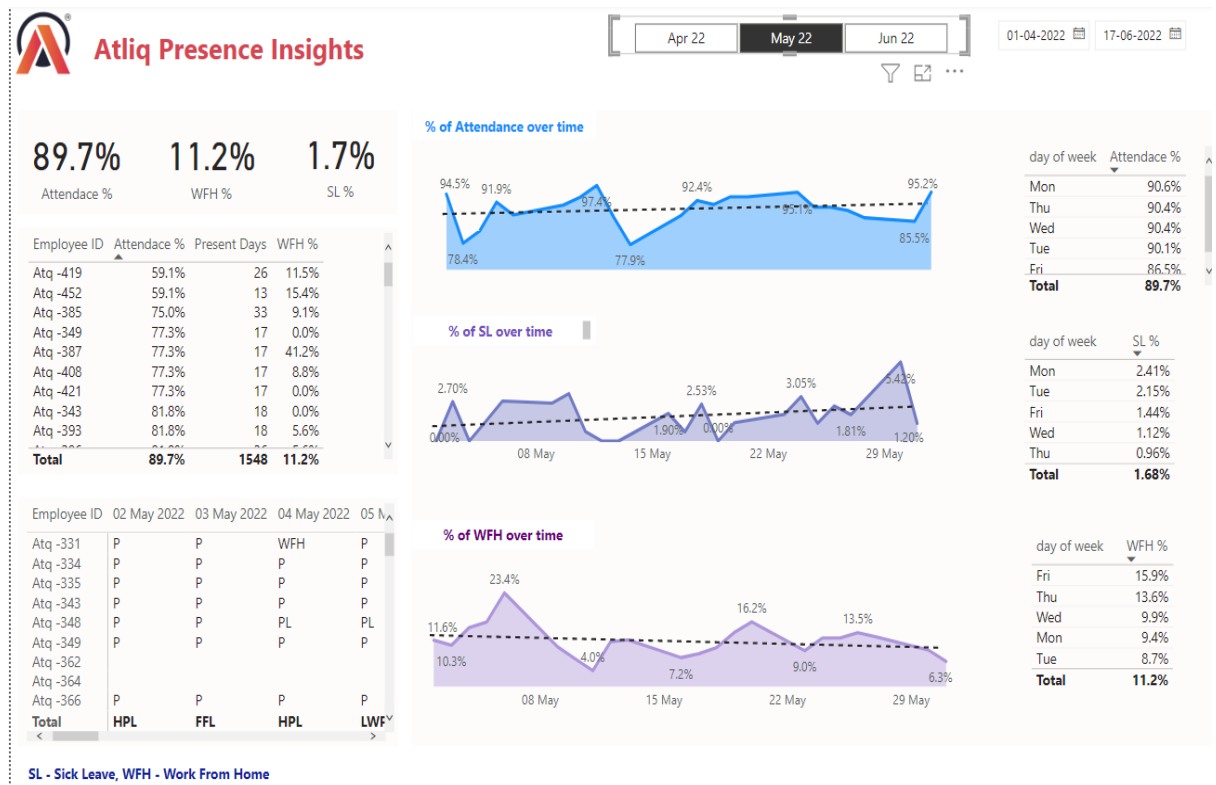 Atliq Presence Insights
Apr 22 May 22 Jun 22
01-04-2022 17-06-2022
89.7% 11.2% 1.7%
Attendace % WFH % SL %
Employee ID Attendace % Present Days WFH %
Atq -419 59.1% 26 11.5%
Atq -452 59.1% 13 15.4%
Atq -385 75.0% 33 9.1%
Atq -349 77.3% 17 0.0%
Atq -387 77.3% 17 41.2%
Atq -408 77.3% 17 8.8%
Atq -421 77.3% 17 0.0%
Atq -343 81.8% 18 0.0%
Atq -393 81.8% 18 5.6%
Total 89.7% 1548 11.2%
Employee ID 02 May 2022 03 May 2022 04 May 2022 05
Atq -331 P P WFH P
Atq -334 P P P P
Atq -335 P P P P
Atq -343 P P P P
Atq -348 P P PL PL
Atq -349 P P P P
Atq -362
Atq -364
Atq -366 P P P P
Total HPL FFL HPL LWF
% of Attendance over time
94.5% 91.9% 97.4% 92.4% 95.1% 95.2%
78.4% 77.9% 85.5%
% of SL over time
2.70% 2.53% 3.05% 5.42%
0.00% 1.90% 0.00% 1.81% 1.20%
08 May 15 May 22 May 29 May
% of WFH over time
23.4%
11.6% 16.2% 13.5%
10.3% 4.0% 7.2% 9.0% 6.3%
08 May 15 May 22 May 29 May
day of week Attendace %
Mon 90.6%
Thu 90.4%
Wed 90.4%
Tue 90.1%
Fri 86.5%
Total 89.7%
day of week SL %
Mon 2.41%
Tue 2.15%
Fri 1.44%
Wed 1.12%
Thu 0.96%
Total 1.68%
day of week WFH %
Fri 15.9%
Thu 13.6%
Wed 9.9%
Mon 9.4%
Tue 8.7%
Total 11.2%
SL - Sick Leave, WFH - Work From Home